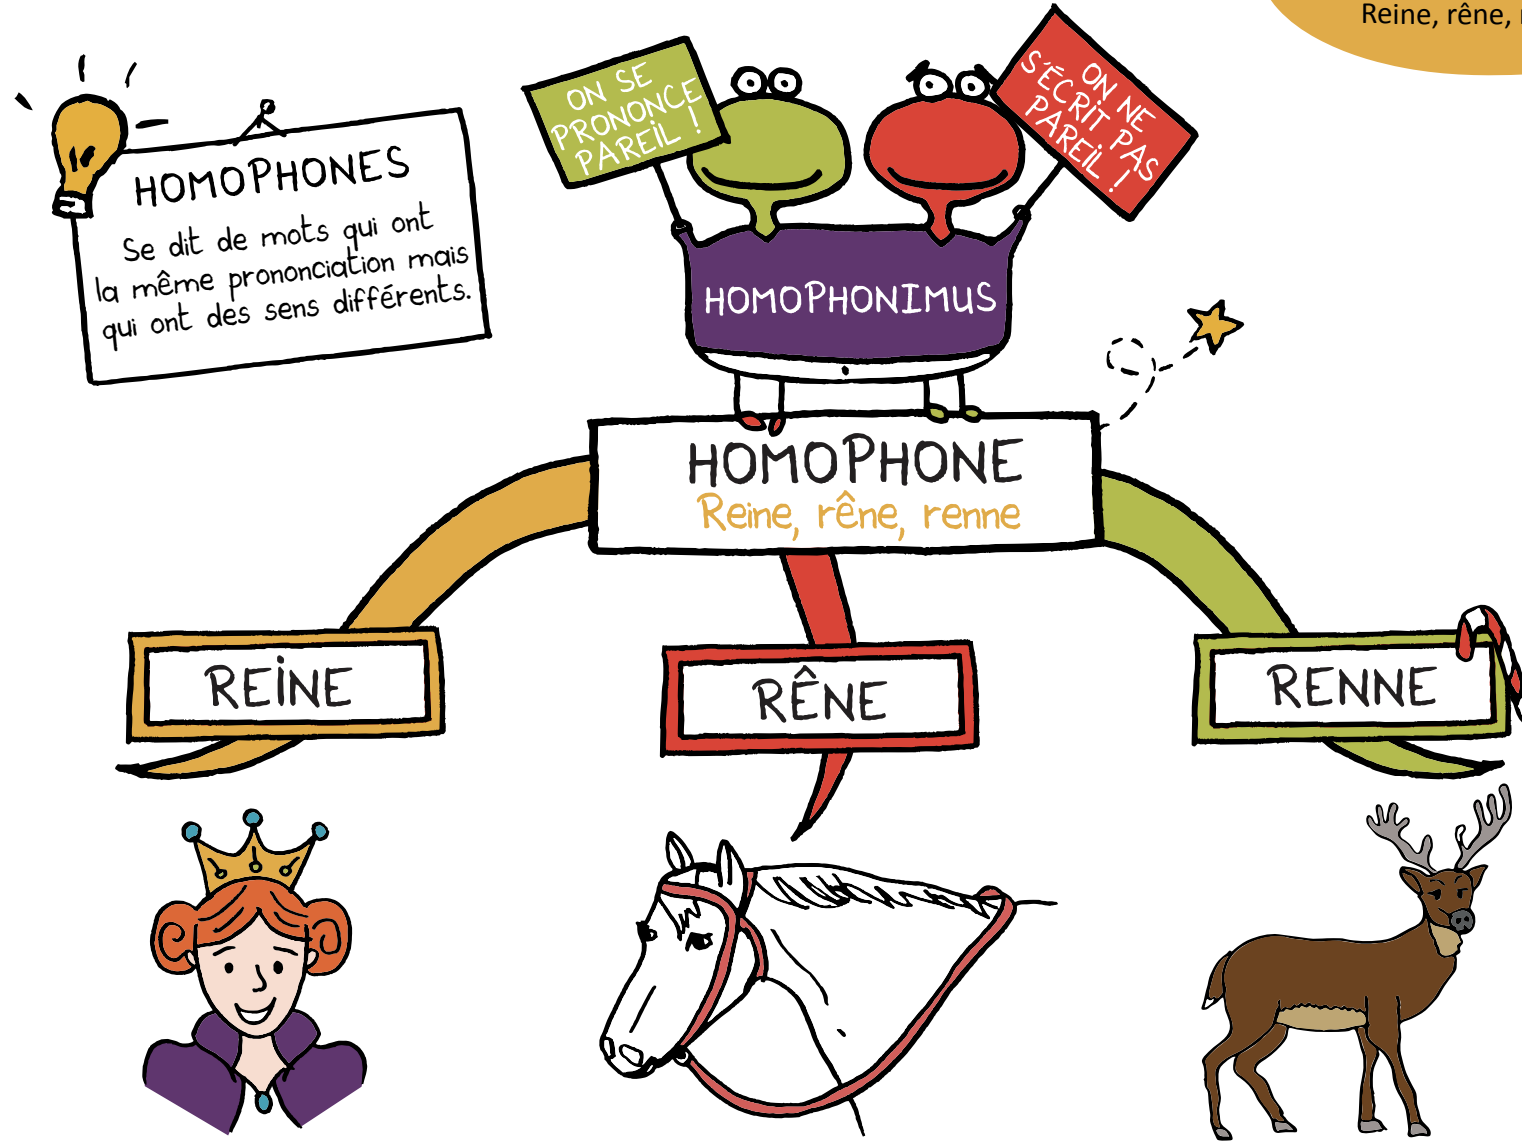 Reine, rêne,
HOMOPHONES
Se dit de mots qui ont
la même prononciation mais
qui ont des sens différents.
ON SE
PRONONCE
PAREIL !
ON NE
S'ÉCRIT PAS
PAREIL !
HOMOPHONIMUS
HOMOPHONE
Reine, rêne, renne
REINE
RÊNE
RENNE